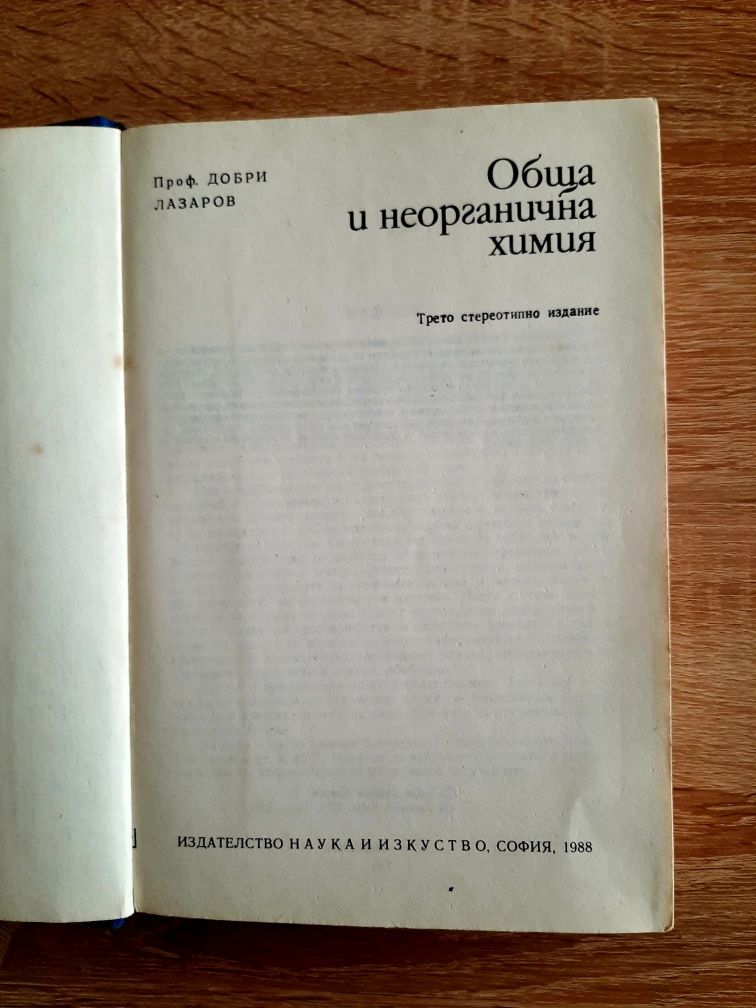 Проф. ДОБРИ
ЛАЗАРОВ
Обща
и неорганична
химия
Трето стереотипно издание
ИЗДАТЕЛСТВО НАУКА И ИЗКУСТВО, СОФИЯ, 1988